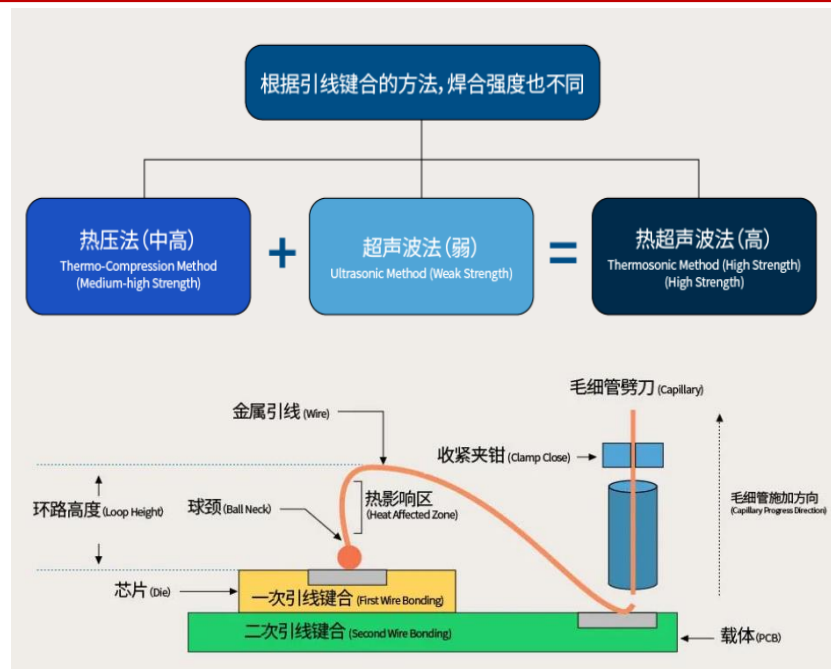 根据引线键合的方法,焊合强度也不同
热压法(中高)
Thermo-Compression Method
(Medium-high Strength)
+
超声波法(弱)
Ultrasonic Method (Weak Strength)
=
热超声波法(高)
Thermosonic Method (High Strength)
(High Strength)
毛细管劈刀 (Capillary)
金属引线 (Wire)
收紧夹钳 (Clamp Close)
热影响区
(Heat Affected Zone)
球颈 (Ball Neck)
环路高度 (Loop Height)
毛细管施加方向
(Capillary Progress Direction)
芯片 (Die)
一次引线键合 (First Wire Bonding)
二次引线键合 (Second Wire Bonding)
载体 (PCB)